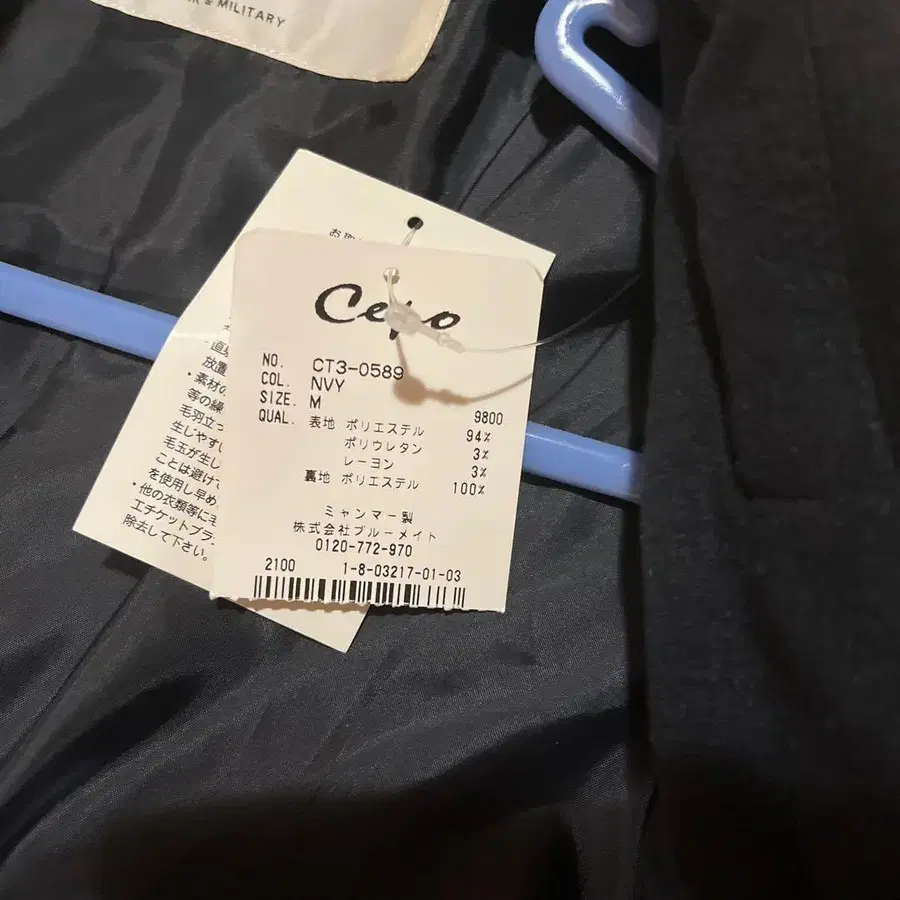 & MILITARY
Cepo
NO. CT3-0589
COL. NVY
SIZE. M 9800
QUAL. 表地 ポリエステル 94%
ポリウレタン 3%
レーヨン 3%
裏地 ポリエステル 100%
ミャンマー製
株式会社ブルーメイト
0120-772-970
2100 1-8-03217-01-03
放置
・素材の
等の繰
毛羽立っ
生じやすし
毛玉が生じ
ことは避けて
を使用し早め
・他の衣類等に毛
エチケットブラ
除去して下さい。